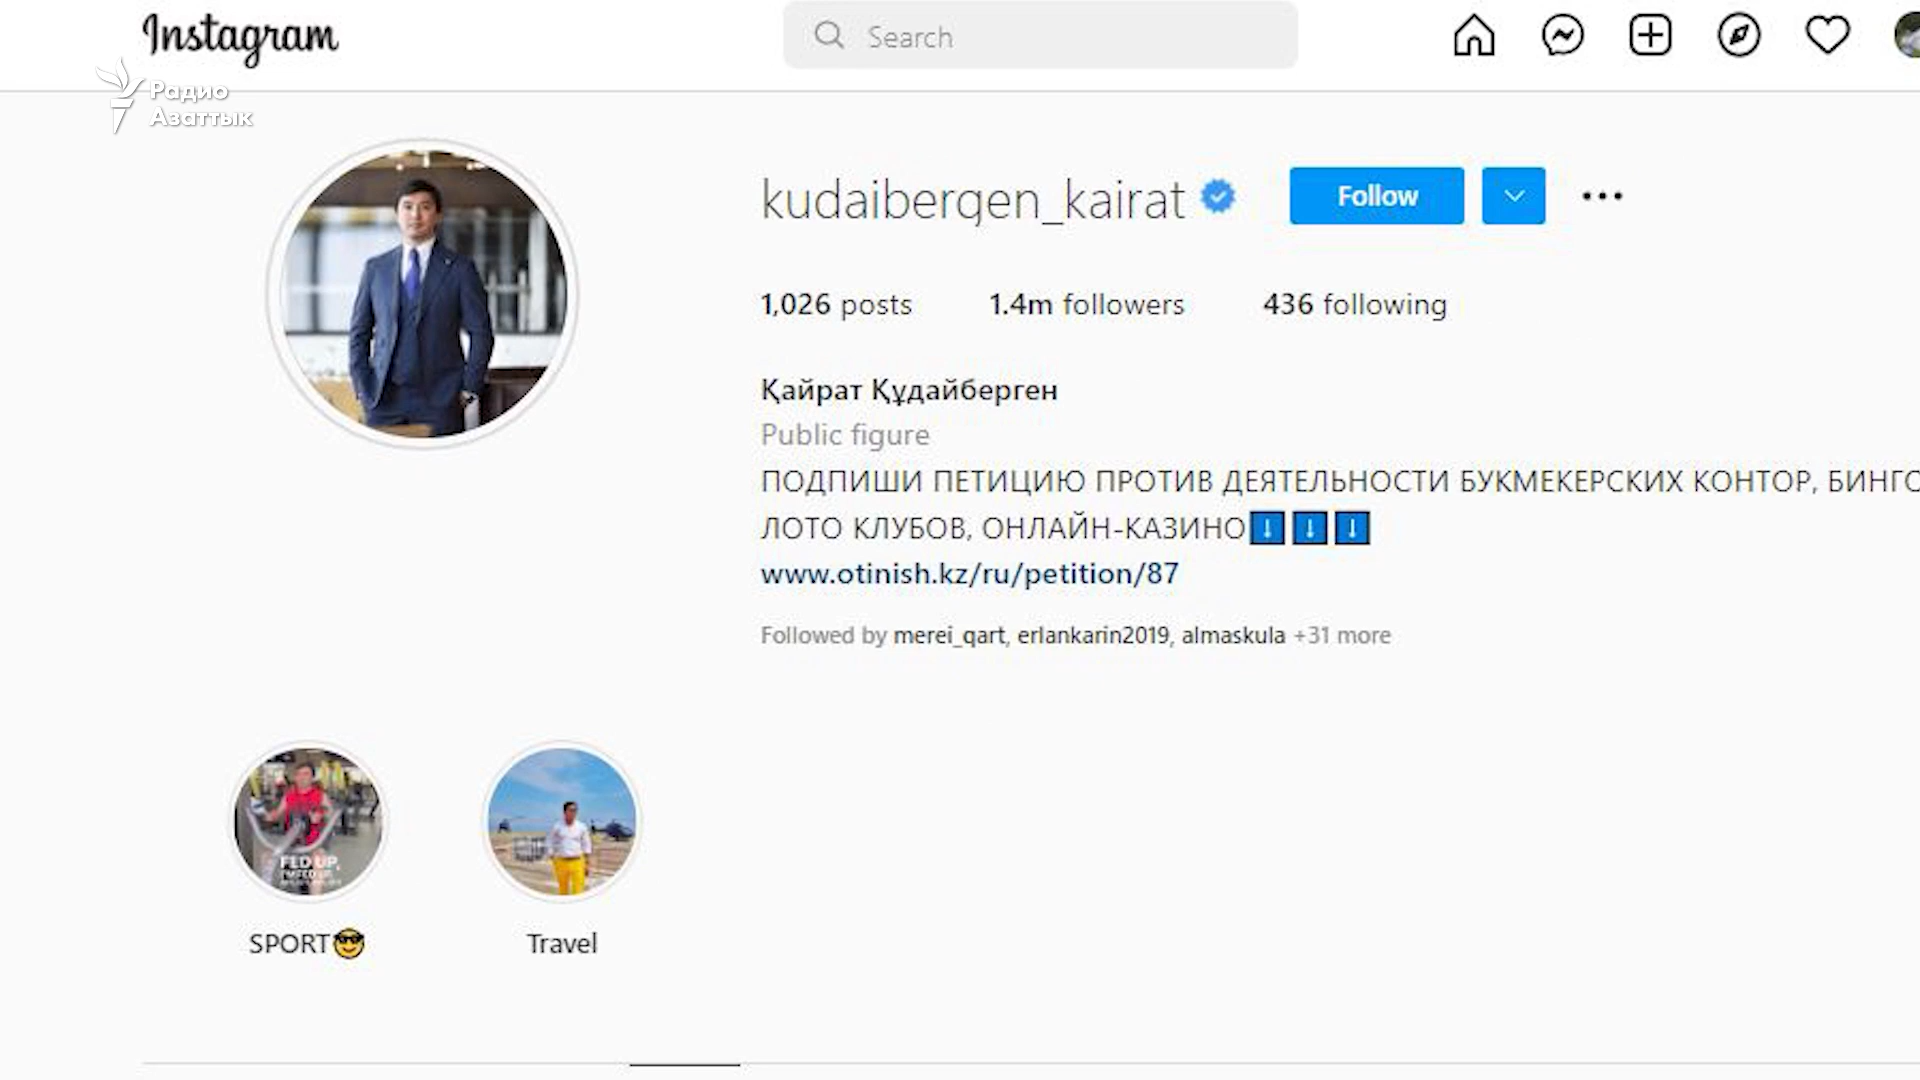 Instagram
Search
Радио
Азаттык
kudaibergen_kairat
Follow
1,026 posts 1.4m followers 436 following
Қайрат Құдайберген
Public figure
ПОДПИШИ ПЕТИЦИЮ ПРОТИВ ДЕЯТЕЛЬНОСТИ БУКМЕКЕРСКИХ КОНТОР, БИНГО
ЛОТО КЛУБОВ, ОНЛАЙН-КАЗИНО⬇️⬇️⬇️
www.otinish.kz/ru/petition/87
Followed by merei_qart, erlankarin2019, almaskula +31 more
FED UP,
SPORT😎
Travel